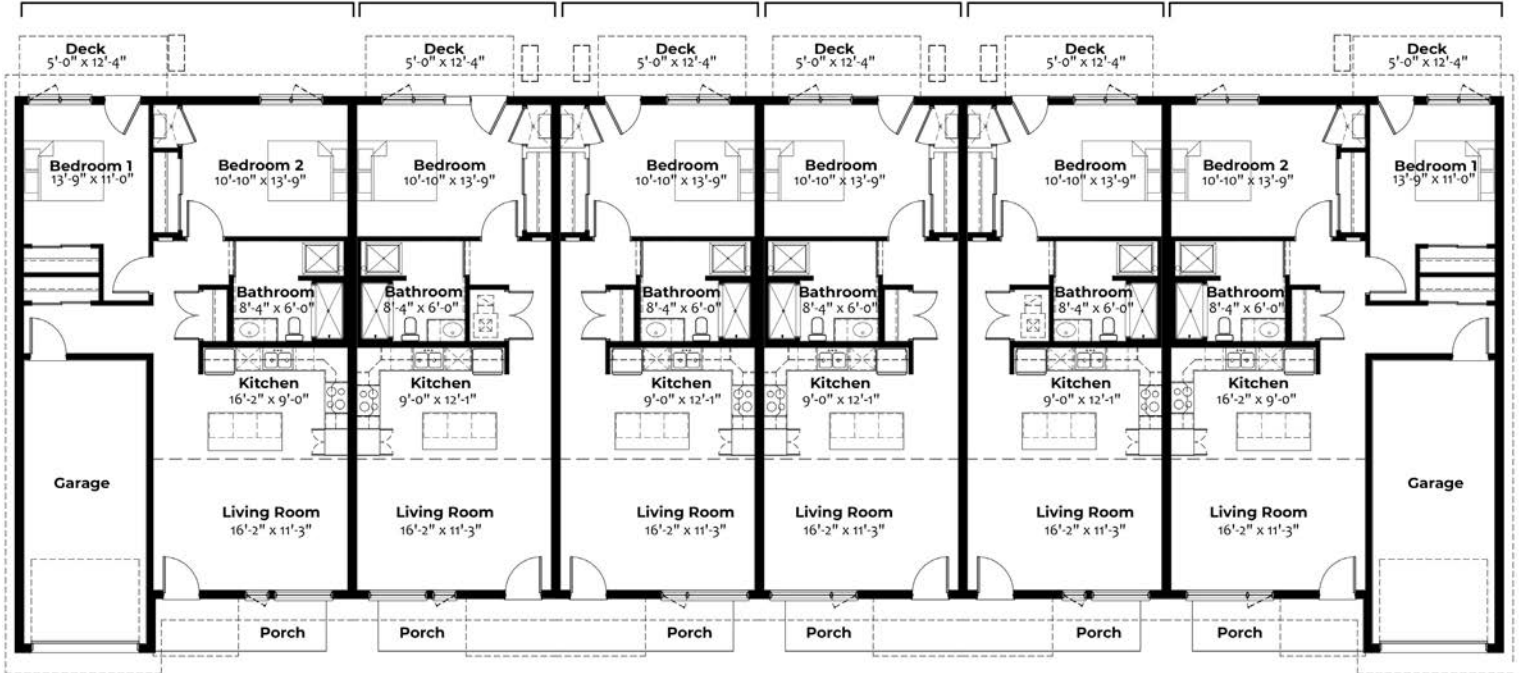 Deck
5'-0" x 12'-4"
Deck
5'-0" x 12'-4"
Deck
5'-0" x 12'-4"
Deck
5'-0" x 12'-4"
Deck
5'-0" x 12'-4"
Deck
5'-0" x 12'-4"
Bedroom 1
13'-9" x 11'-0"
Bedroom 2
10'-10" x 13'-9"
Bedroom
10'-10" x 13'-9"
Bedroom
10'-10" x 13'-9"
Bedroom
10'-10" x 13'-9"
Bedroom
10'-10" x 13'-9"
Bedroom 2
10'-10" x 13'-9"
Bedroom 1
13'-9" x 11'-0"
Bathroom
8'-4" x 6'-0"
Bathroom
8'-4" x 6'-0"
Bathroom
8'-4" x 6'-0"
Bathroom
8'-4" x 6'-0"
Bathroom
8'-4" x 6'-0"
Bathroom
8'-4" x 6'-0"
Kitchen
16'-2" x 9'-0"
Kitchen
9'-0" x 12'-1"
Kitchen
9'-0" x 12'-1"
Kitchen
9'-0" x 12'-1"
Kitchen
9'-0" x 12'-1"
Kitchen
16'-2" x 9'-0"
Garage
Living Room
16'-2" x 11'-3"
Living Room
16'-2" x 11'-3"
Living Room
16'-2" x 11'-3"
Living Room
16'-2" x 11'-3"
Living Room
16'-2" x 11'-3"
Living Room
16'-2" x 11'-3"
Garage
Porch
Porch
Porch
Porch
Porch
Porch